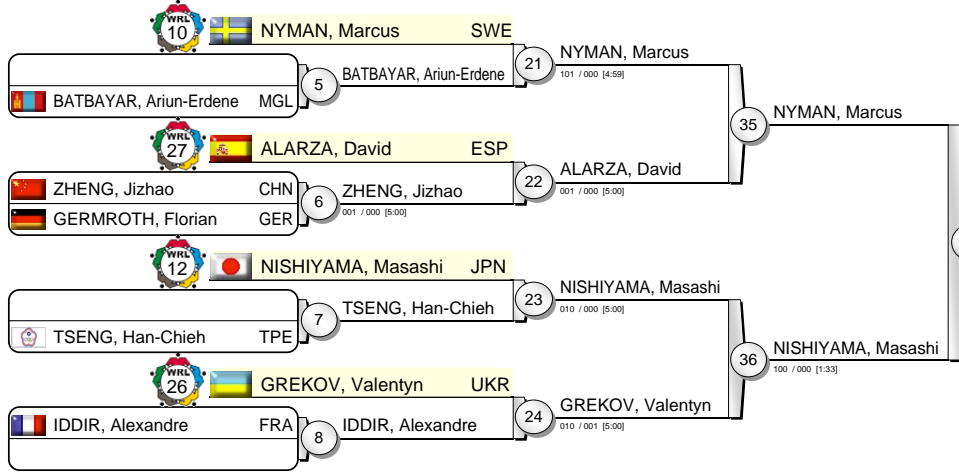 WRL
10
NYMAN, Marcus SWE
BATBAYAR, Ariun-Erdene MGL
5
BATBAYAR, Ariun-Erdene
21
NYMAN, Marcus
101 / 000 [4:59]
WRL
27
ALARZA, David ESP
ZHENG, Jizhao CHN
GERMROTH, Florian GER
6
ZHENG, Jizhao
001 / 000 [5:00]
22
ALARZA, David
001 / 000 [5:00]
35
NYMAN, Marcus
WRL
12
NISHIYAMA, Masashi JPN
TSENG, Han-Chieh TPE
7
TSENG, Han-Chieh
23
NISHIYAMA, Masashi
010 / 000 [5:00]
WRL
26
GREKOV, Valentyn UKR
IDDIR, Alexandre FRA
8
IDDIR, Alexandre
24
GREKOV, Valentyn
010 / 001 [5:00]
36
NISHIYAMA, Masashi
100 / 000 [1:33]